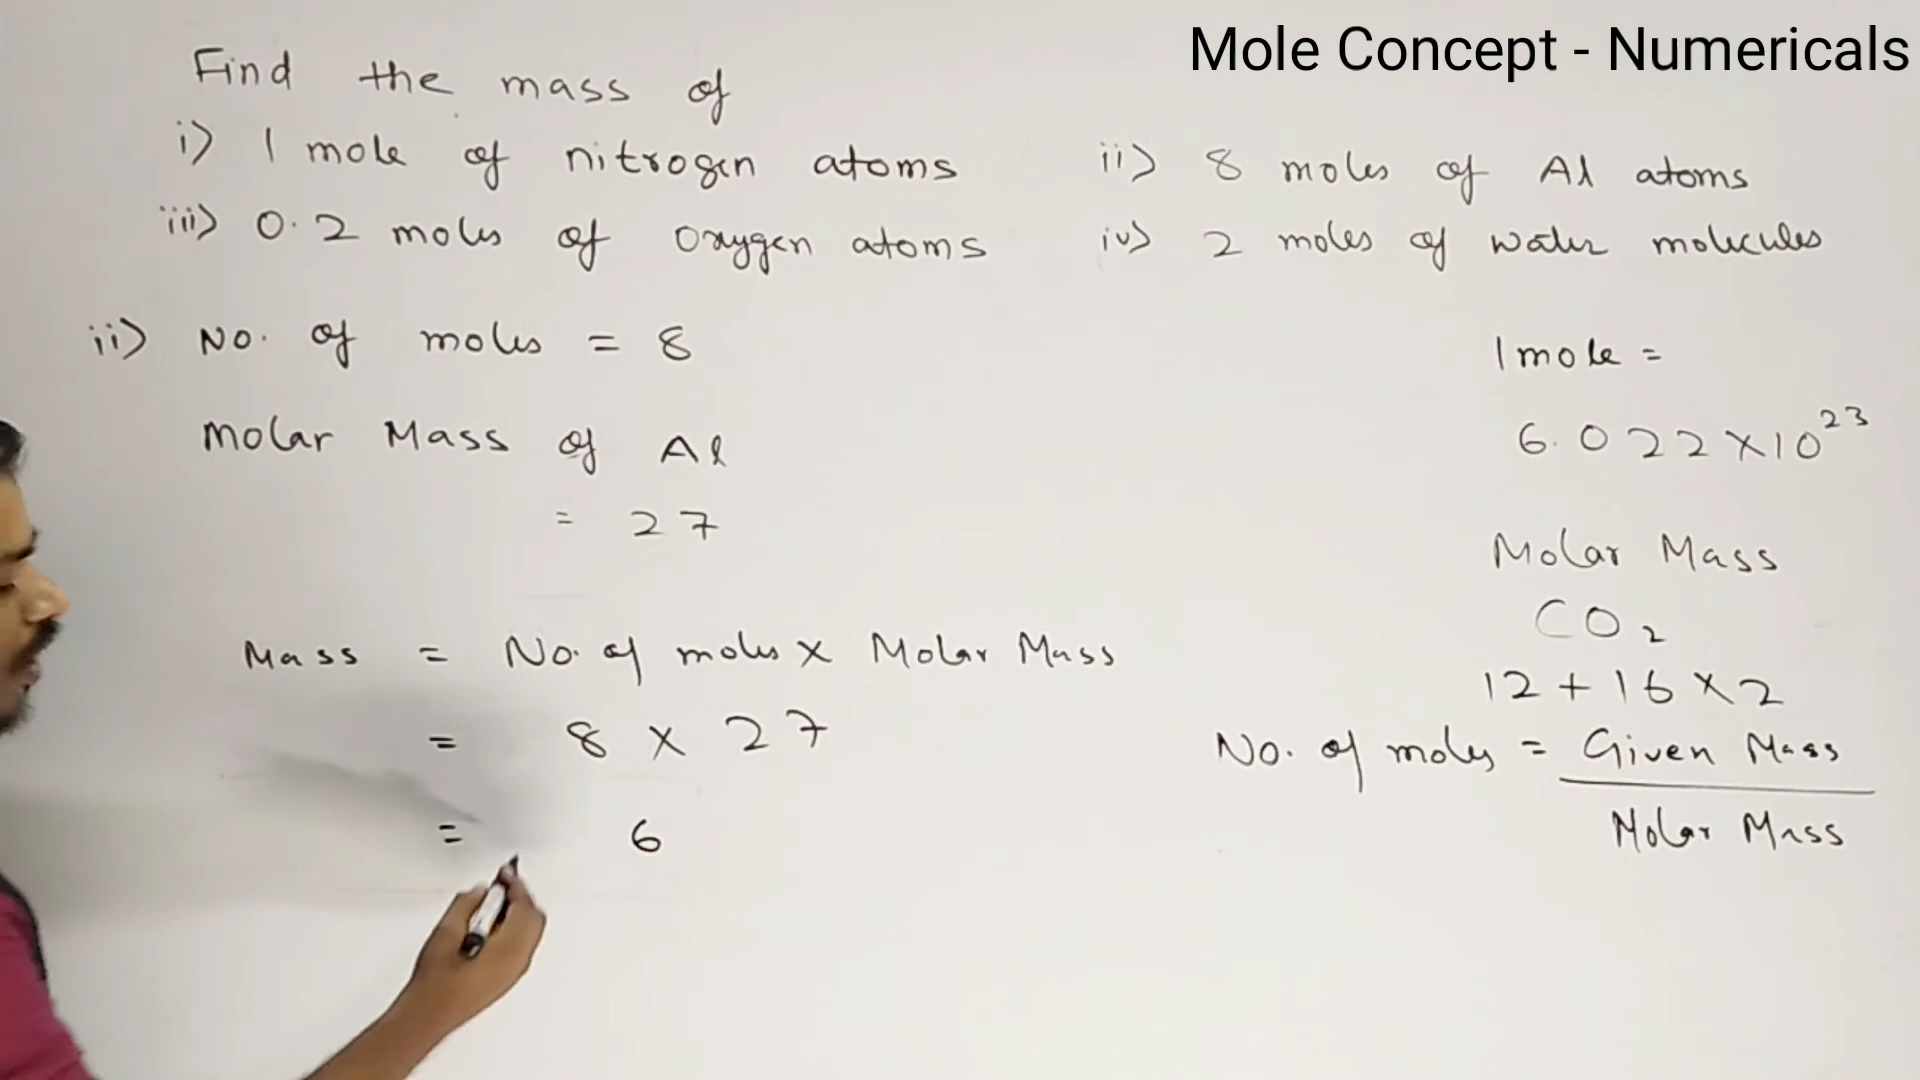 Mole Concept - Numericals
Find the mass of
i) 1 mole of nitrogen atoms
ii) 8 moles of Al atoms
iii) 0.2 moles of oxygen atoms
iv) 2 moles of water molecules
ii) No. of moles = 8
Molar Mass of Al
= 27
Mass = No. of moles x Molar Mass
= 8 x 27
= 6
1 mole =
6.022 x 10²³
Molar Mass
CO₂
12 + 16 x 2
No. of moles = Given Mass
Molar Mass